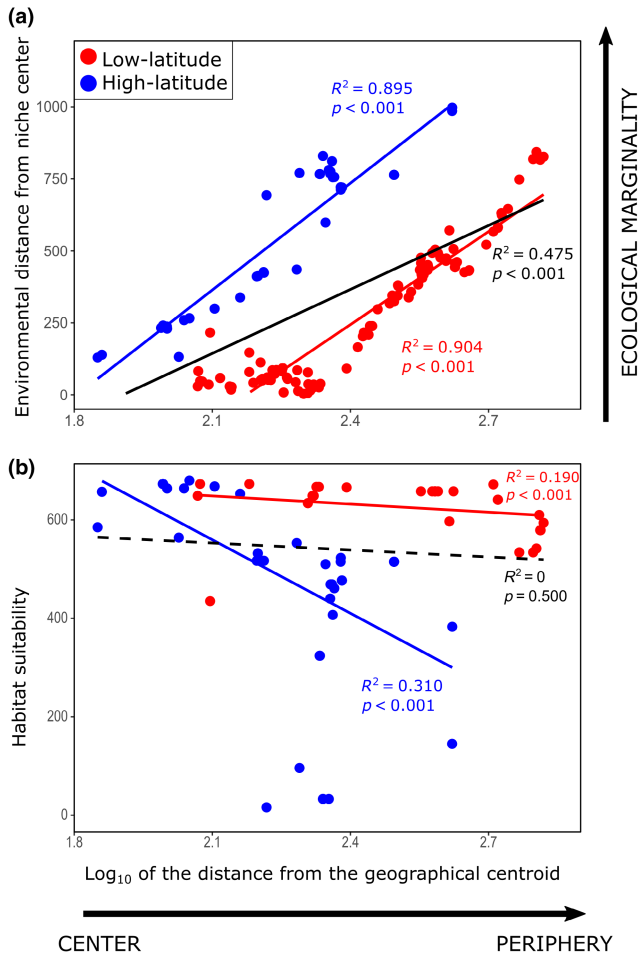 (a)
Low-latitude
High-latitude
R² = 0.895
p < 0.001
R² = 0.475
p < 0.001
R² = 0.904
p < 0.001
1000
750
500
250
0
1.8
2.1
2.4
2.7
Environmental distance from niche center
ECOLOGICAL MARGINALITY
(b)
R² = 0.190
p < 0.001
R² = 0
p = 0.500
R² = 0.310
p < 0.001
600
400
200
0
1.8
2.1
2.4
2.7
Habitat suitability
Log₁₀ of the distance from the geographical centroid
CENTER
PERIPHERY